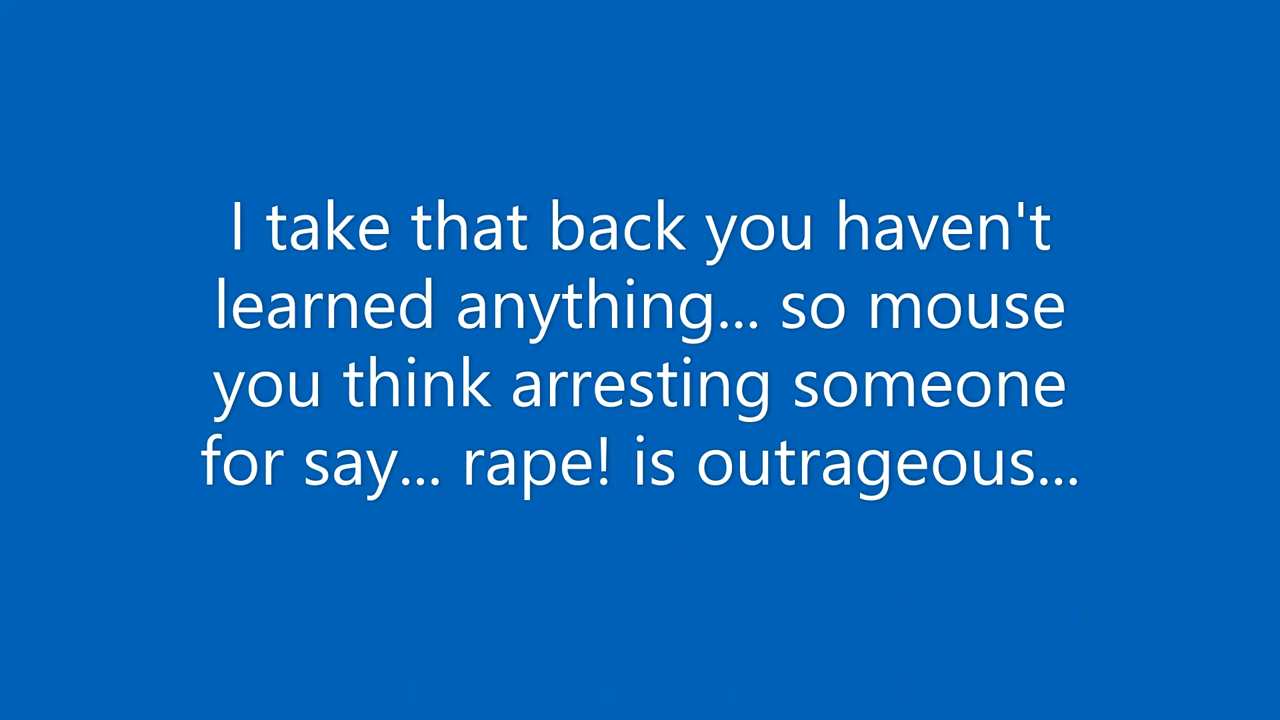 I take that back you haven't
learned anything... so mouse
you think arresting someone
for say... rape! is outrageous...